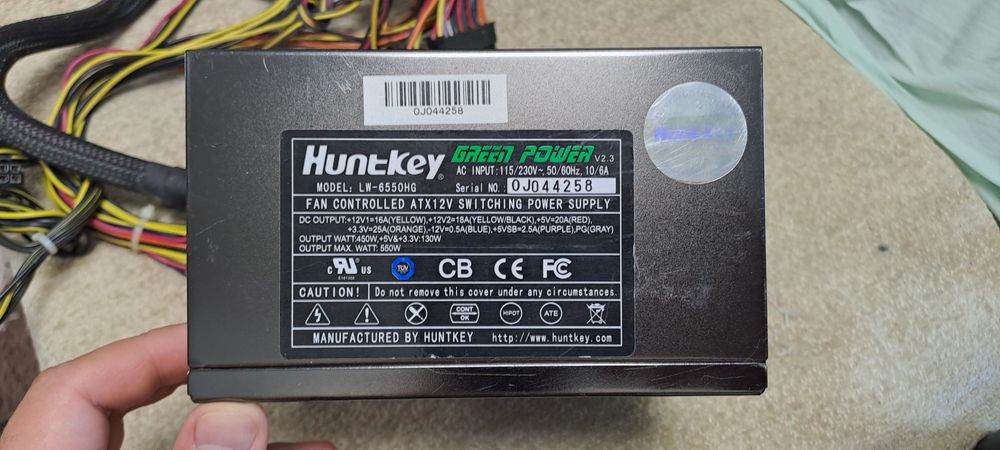 0J044258
Huntkey® GREEN POWER V2.3
AC INPUT:115/230V~,50/60Hz,10/6A
MODEL: LW-6550HG Serial NO.: 0J044258
FAN CONTROLLED ATX12V SWITCHING POWER SUPPLY
DC OUTPUT:+12V1=16A(YELLOW),+12V2=18A(YELLOW/BLACK),+5V=20A(RED),
+3.3V=25A(ORANGE),-12V=0.5A(BLUE),+5VSB=2.5A(PURPLE),PG(GRAY)
OUTPUT WATT:450W,+5V&+3.3V:130W
OUTPUT MAX. WATT: 550W
c RU US TUV CB CE FC
CAUTION! Do not remove this cover under any circumstances.
CONT OK HIPOT ATE
MANUFACTURED BY HUNTKEY http://www.huntkey.com/